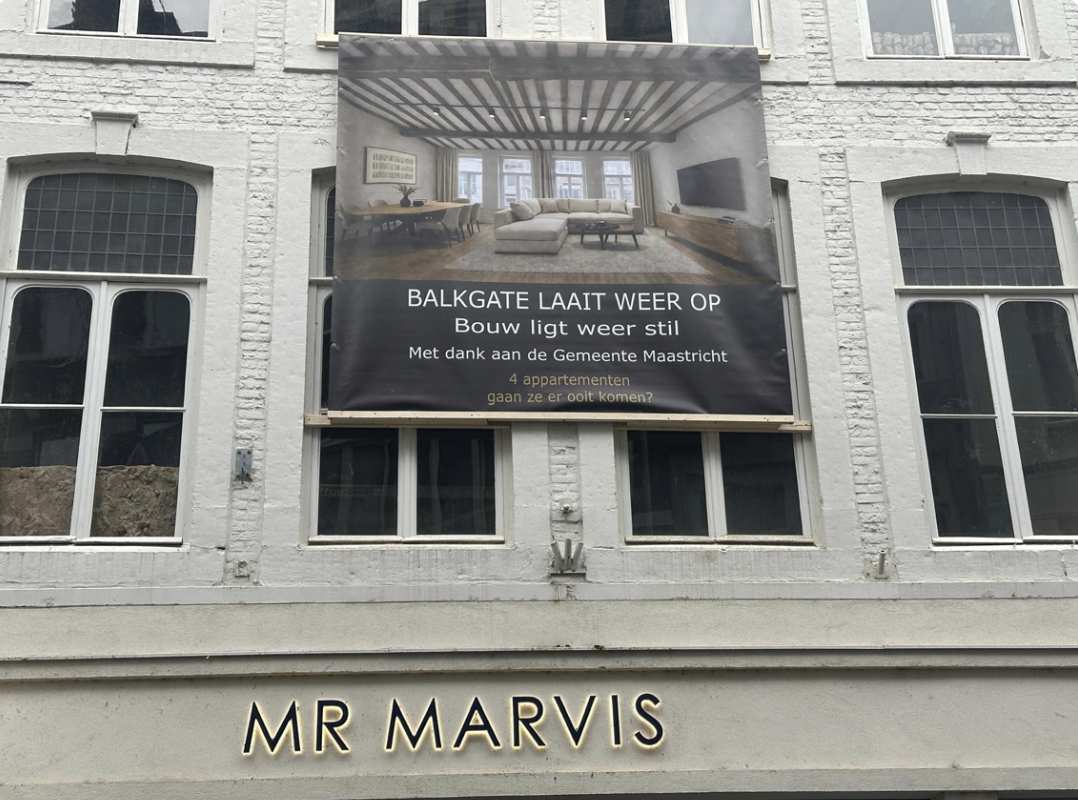 BALKGATE LAAIT WEER OP
Bouw ligt weer stil
Met dank aan de Gemeente Maastricht
4 appartementen
gaan ze er ooit komen?
MR MARVIS